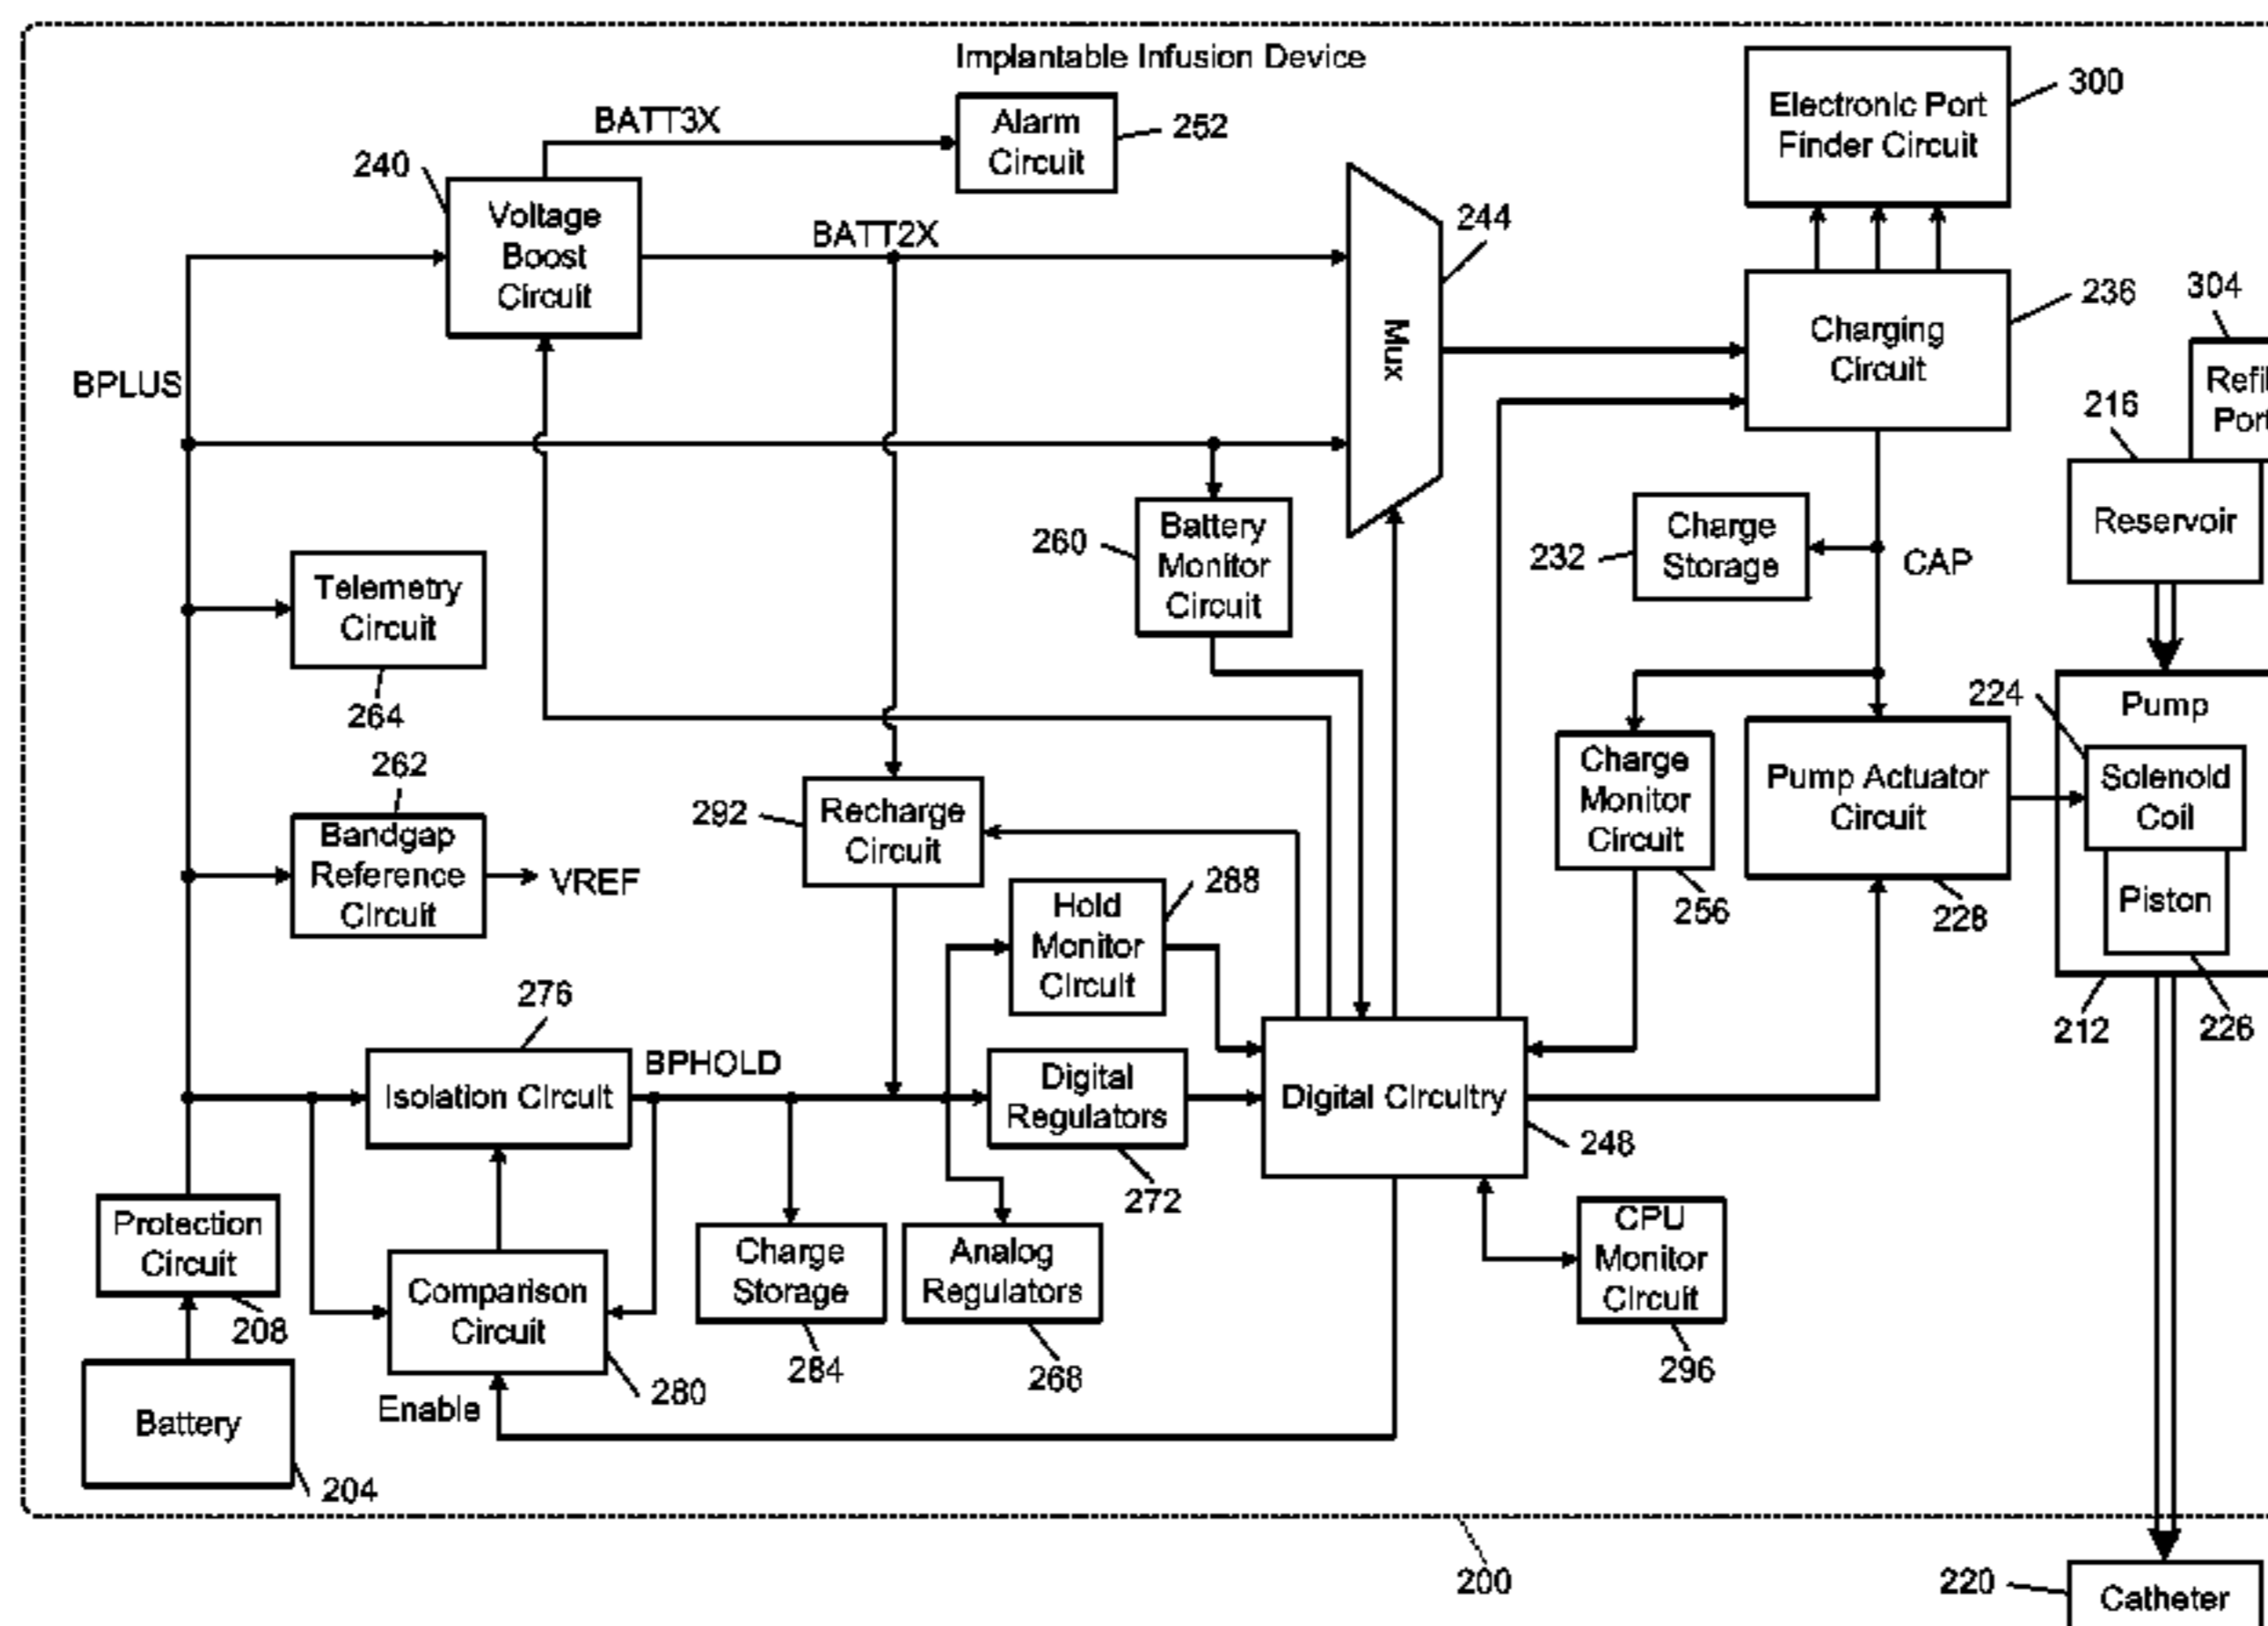 Implantable Infusion Device
BATT3X
Alarm
Circuit
252
Electronic Port
Finder Circuit
300
240
Voltage
Boost
Circuit
BATT2X
244
Mux
Charging
Circuit
236
304
Refil
Port
BPLUS
216
Reservoir
260
Battery
Monitor
Circuit
232
Charge
Storage
CAP
Telemetry
Circuit
264
262
Bandgap
Reference
Circuit
VREF
292
Recharge
Circuit
288
Hold
Monitor
Circuit
Charge
Monitor
Circuit
256
Pump Actuator
Circuit
228
224
Pump
Solenoid
Coil
Piston
212
226
276
Isolation Circuit
BPHOLD
Digital
Regulators
272
Digital Circuitry
248
Protection
Circuit
208
Comparison
Circuit
280
Enable
Charge
Storage
284
Analog
Regulators
268
CPU
Monitor
Circuit
296
Battery
204
200
220
Catheter